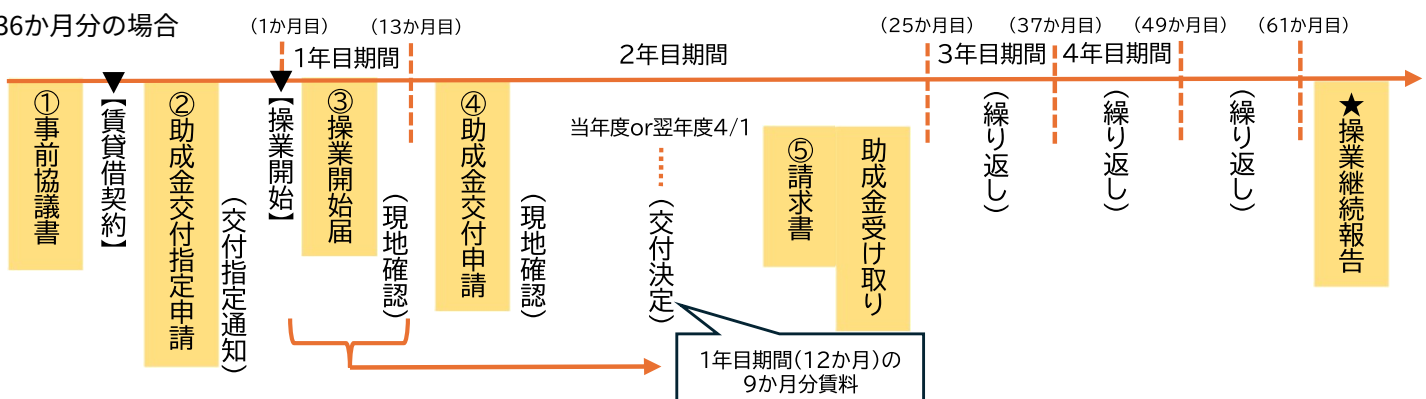 36か月分の場合
(1か月目)
(13か月目)
(25か月目)
(37か月目)
(49か月目)
(61か月目)
1年目期間
2年目期間
3年目期間
4年目期間
①事前協議書
【賃貸借契約】
②助成金交付指定申請
(交付指定通知)
【操業開始】
③操業開始届
(現地確認)
④助成金交付申請
(現地確認)
当年度or翌年度4/1
(交付決定)
⑤請求書
助成金受け取り
(繰り返し)
(繰り返し)
(繰り返し)
★操業継続報告
1年目期間(12か月)の
9か月分賃料